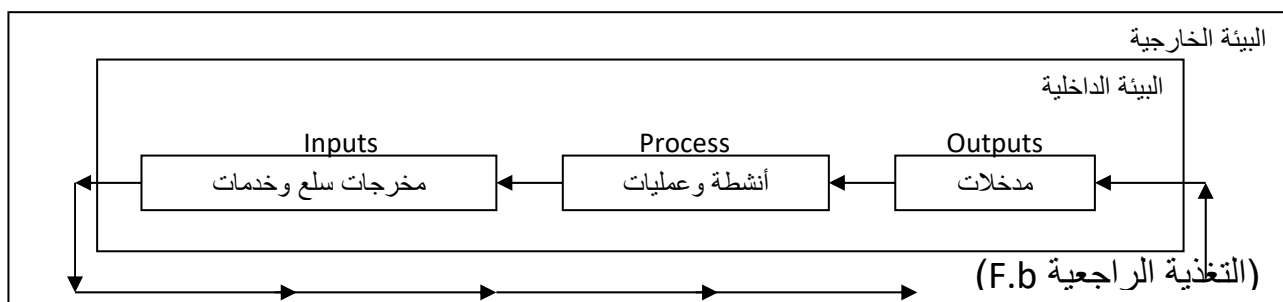 البيئة الخارجية
البيئة الداخلية
Outputs
Process
Inputs
مدخلات
أنشطة وعمليات
مخرجات سلع وخدمات
(التغذية الراجعية F.b)